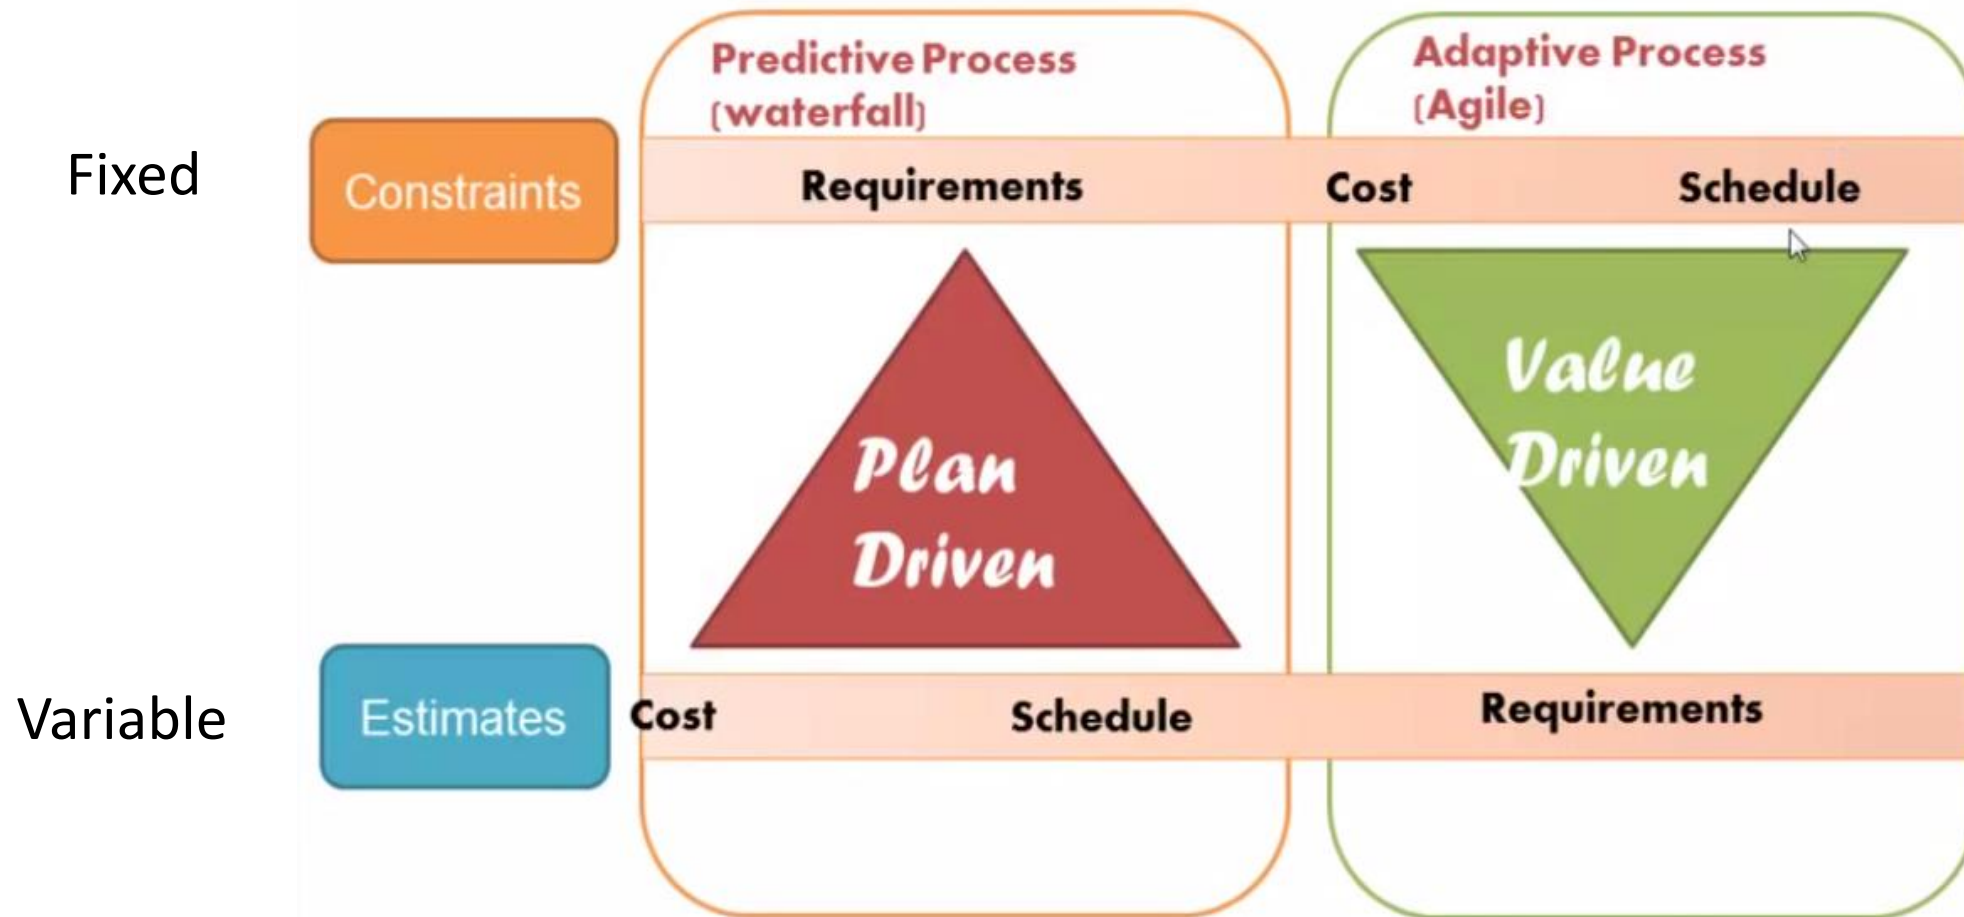 Predictive Process
(waterfall)
Adaptive Process
(Agile)
Fixed
Constraints
Requirements
Cost
Schedule
Plan
Driven
Value
Driven
Variable
Estimates
Cost
Schedule
Requirements